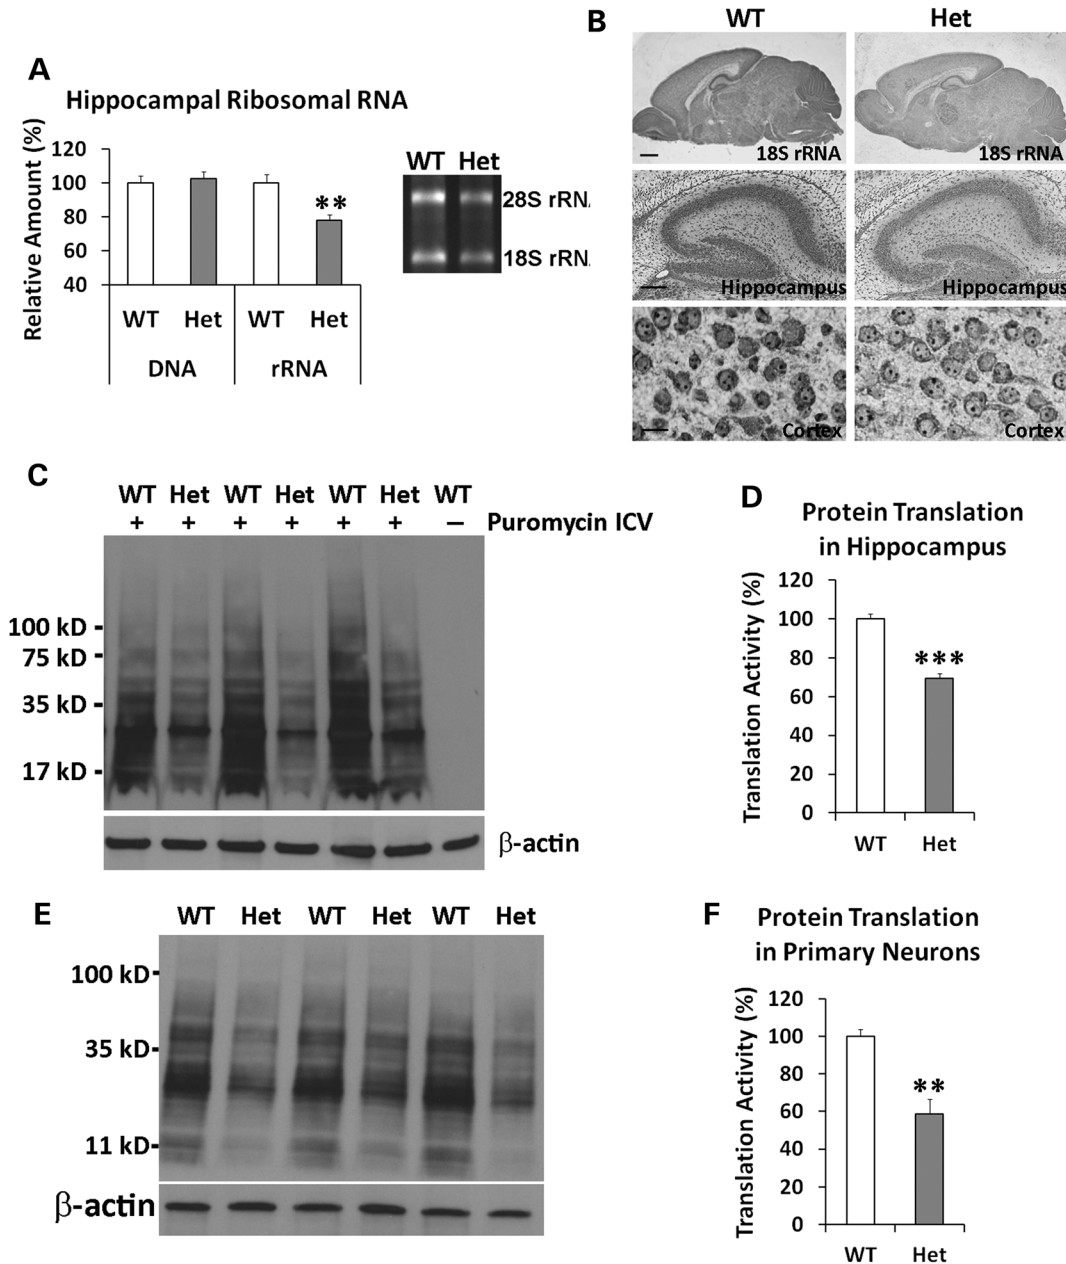 A
Hippocampal Ribosomal RNA
Relative Amount (%)
120
100
80
60
40
**
WT Het WT Het
DNA rRNA
WT Het
28S rRN
18S rRN
B
WT Het
18S rRNA 18S rRNA
Hippocampus Hippocampus
Cortex Cortex
C
WT Het WT Het WT Het WT
+ + + + + + – Puromycin ICV
100 kD
75 kD
35 kD
17 kD
β-actin
D
Protein Translation
in Hippocampus
Translation Activity (%)
120
100
80
60
40
20
0
***
WT Het
E
WT Het WT Het WT Het
100 kD
35 kD
11 kD
β-actin
F
Protein Translation
in Primary Neurons
Translation Activity (%)
120
100
80
60
40
20
0
**
WT Het